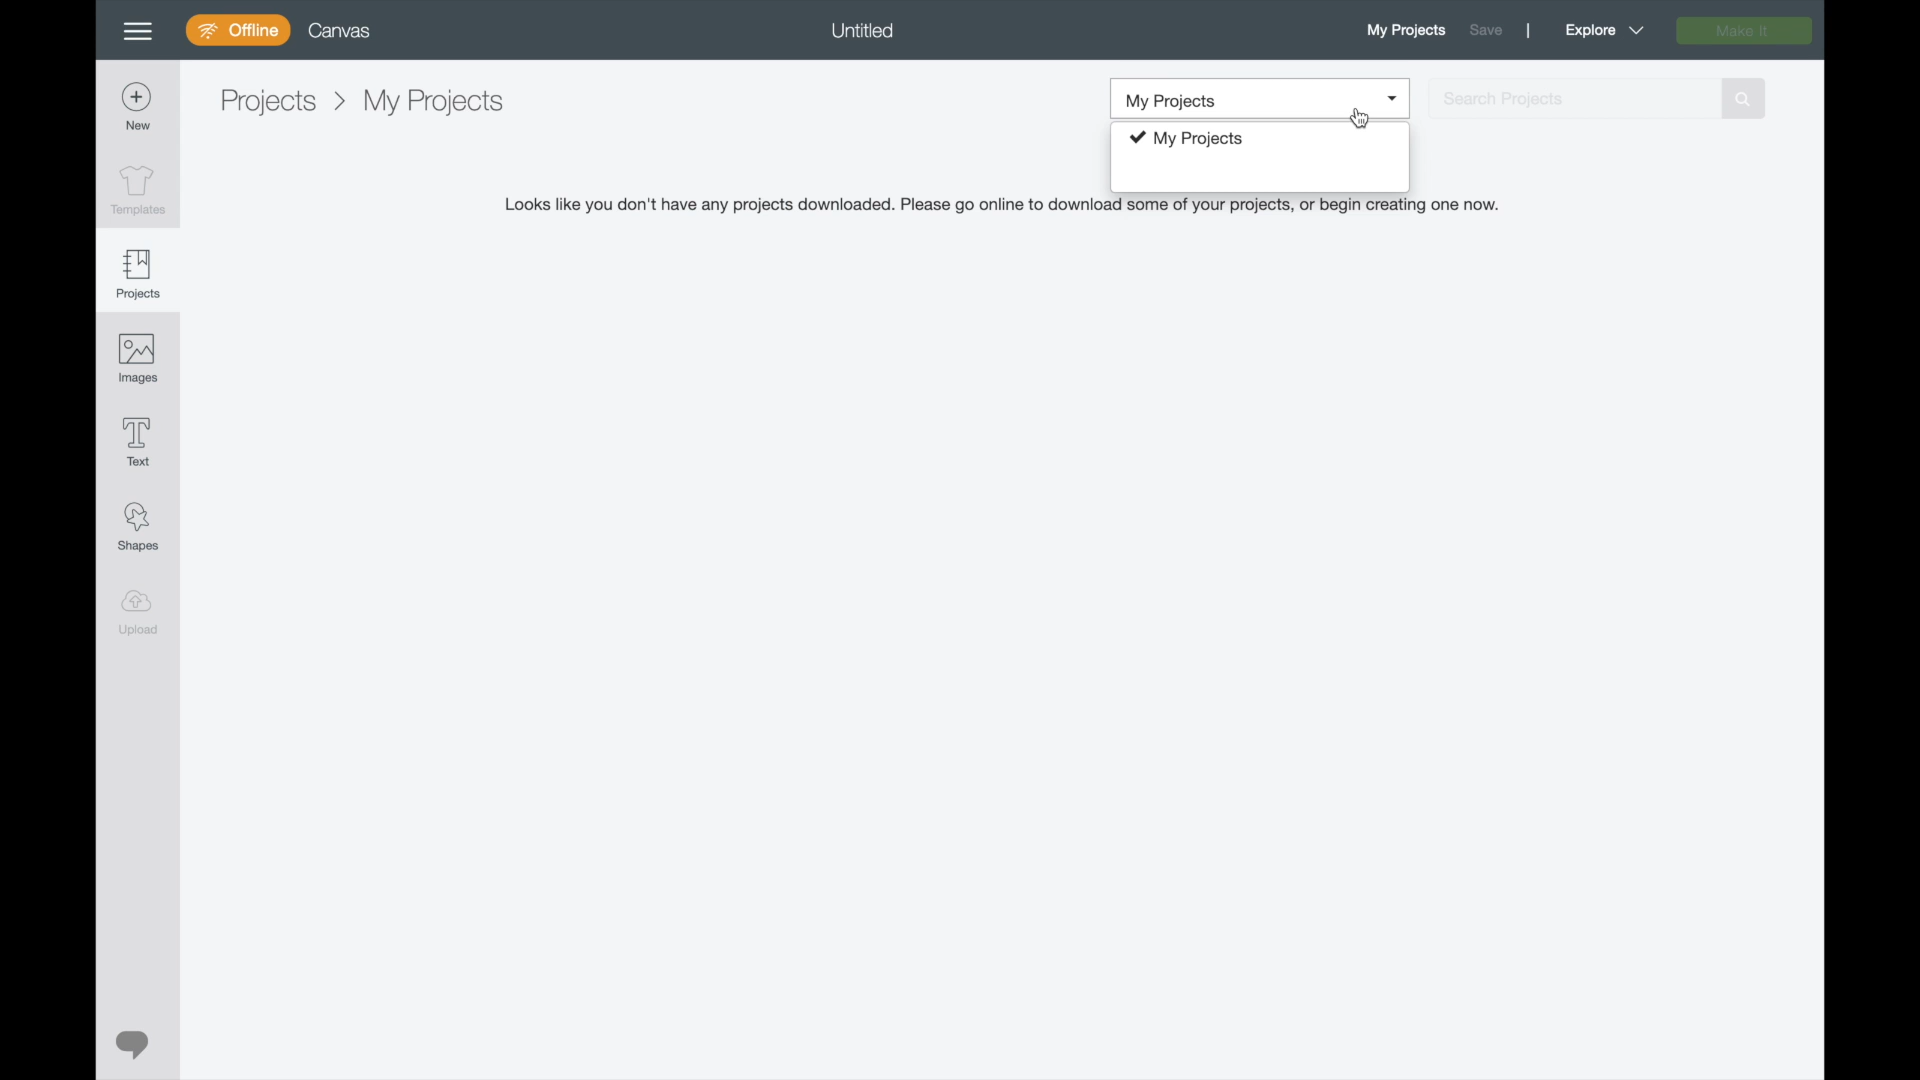 Offline
Canvas
Untitled
My Projects
Save
|
Explore
Make It
New
Templates
Projects
Images
Text
Shapes
Upload
Projects > My Projects
My Projects
Search Projects
My Projects
Looks like you don't have any projects downloaded. Please go online to download some of your projects, or begin creating one now.